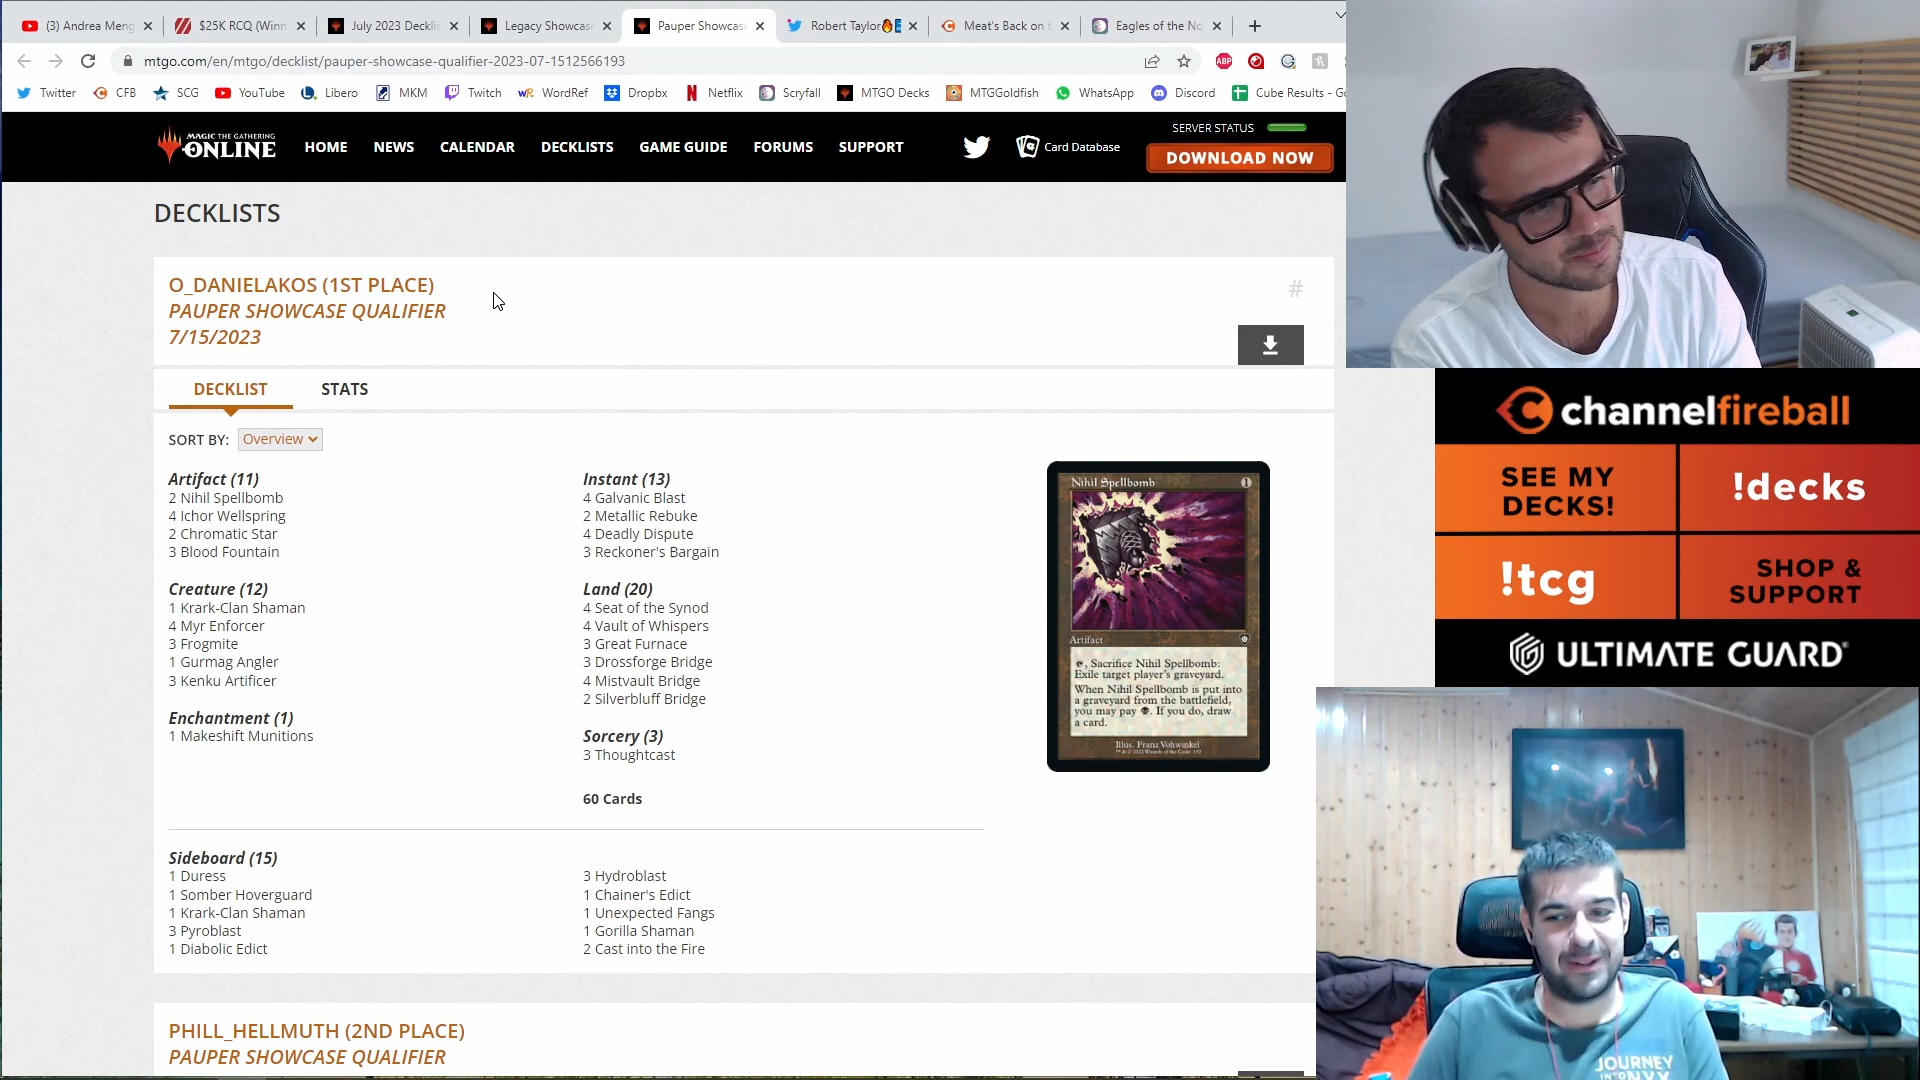 (3) Andrea Meng
$25K RCQ (Winn
July 2023 Decklis
Legacy Showcase
Pauper Showcase
Robert Taylor
Meat's Back on t
Eagles of the No
mtgo.com/en/mtgo/decklist/pauper-showcase-qualifier-2023-07-1512566193
ABP
Twitter
CFB
SCG
YouTube
Libero
MKM
Twitch
WordRef
Dropbx
Netflix
Scryfall
MTGO Decks
MTGGoldfish
WhatsApp
Discord
Cube Results - Go
MAGIC THE GATHERING
ONLINE
HOME
NEWS
CALENDAR
DECKLISTS
GAME GUIDE
FORUMS
SUPPORT
Card Database
SERVER STATUS
DOWNLOAD NOW
DECKLISTS
O_DANIELAKOS (1ST PLACE)
PAUPER SHOWCASE QUALIFIER
7/15/2023
#
DECKLIST
STATS
SORT BY:
Overview
Artifact (11)
2 Nihil Spellbomb
4 Ichor Wellspring
2 Chromatic Star
3 Blood Fountain
Creature (12)
1 Krark-Clan Shaman
4 Myr Enforcer
3 Frogmite
1 Gurmag Angler
3 Kenku Artificer
Enchantment (1)
1 Makeshift Munitions
Instant (13)
4 Galvanic Blast
2 Metallic Rebuke
4 Deadly Dispute
3 Reckoner's Bargain
Land (20)
4 Seat of the Synod
4 Vault of Whispers
3 Great Furnace
3 Drossforge Bridge
4 Mistvault Bridge
2 Silverbluff Bridge
Sorcery (3)
3 Thoughtcast
60 Cards
Sideboard (15)
1 Duress
1 Somber Hoverguard
1 Krark-Clan Shaman
3 Pyroblast
1 Diabolic Edict
3 Hydroblast
1 Chainer's Edict
1 Unexpected Fangs
1 Gorilla Shaman
2 Cast into the Fire
PHILL_HELLMUTH (2ND PLACE)
PAUPER SHOWCASE QUALIFIER
Nihil Spellbomb
1
Artifact
, Sacrifice Nihil Spellbomb:
Exile target player's graveyard.
When Nihil Spellbomb is put into
a graveyard from the battlefield,
you may pay . If you do, draw
a card.
Illus. Franz Vohwinkel
channelfireball
SEE MY
DECKS!
!decks
!tcg
SHOP &
SUPPORT
ULTIMATE GUARD
JOURNEY